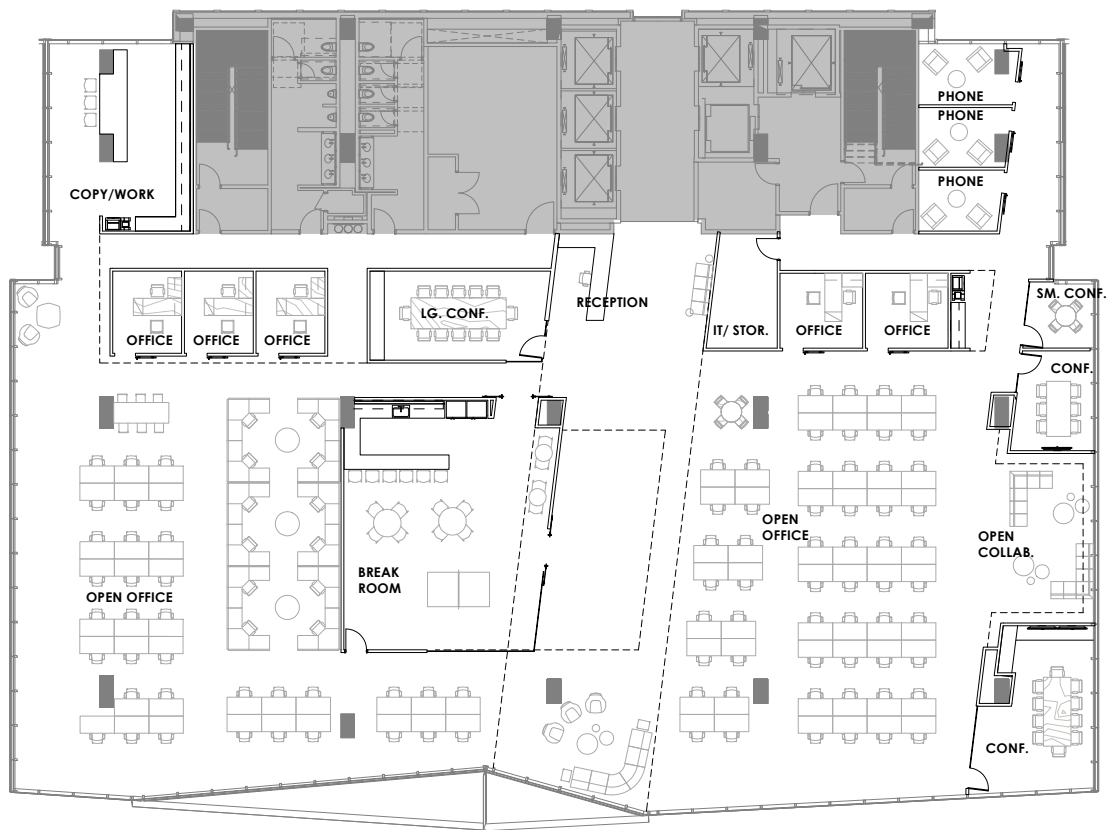 PHONE
PHONE
PHONE
COPY/WORK
SM. CONF.
RECEPTION
LG. CONF.
IT/ STOR.
OFFICE
OFFICE
OFFICE
OFFICE
OFFICE
CONF.
OPEN
OFFICE
OPEN
COLLAB.
BREAK
ROOM
OPEN OFFICE
CONF.